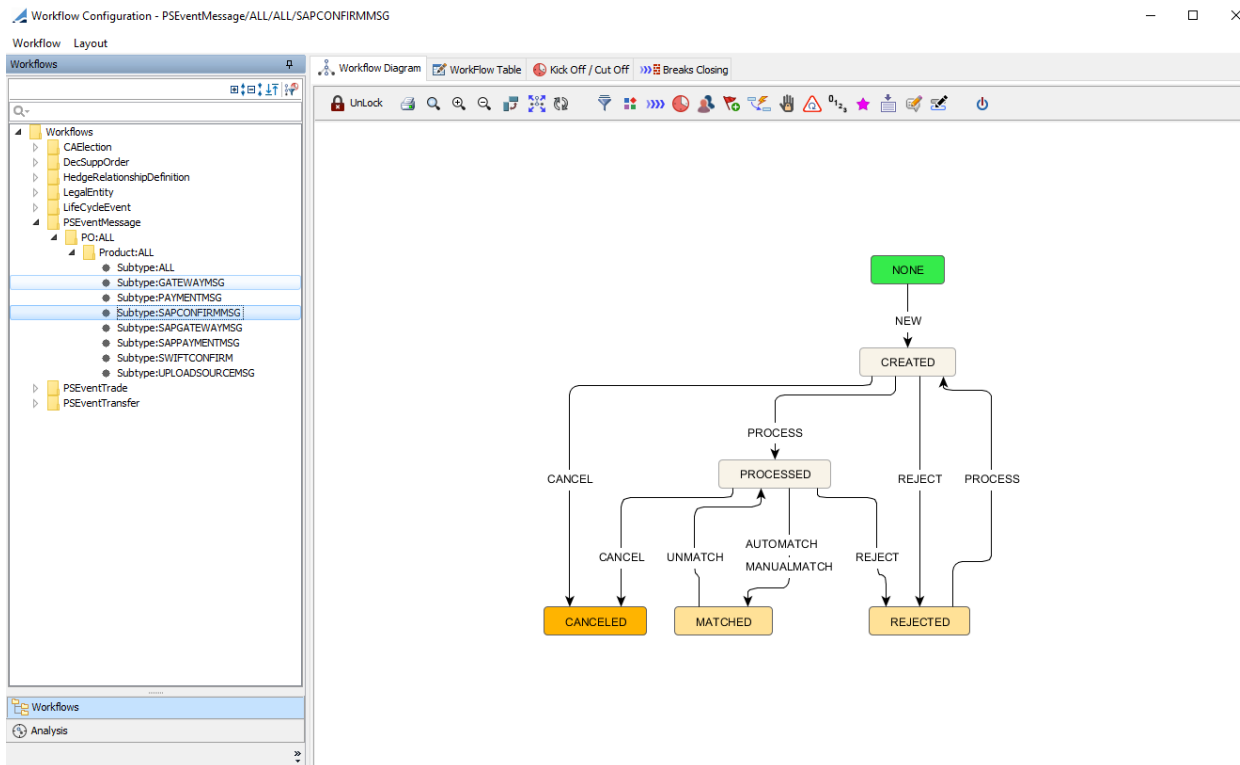 Workflow Configuration - PSEventMessage/ALL/ALL/SAPCONFIRMMSG
Workflow Layout
Workflows
Workflow Diagram
WorkFlow Table
Kick Off / Cut Off
Breaks Closing
UnLock
Workflows
CAElection
DecSuppOrder
HedgeRelationshipDefinition
LegalEntity
LifeCycleEvent
PSEventMessage
PO:ALL
Product:ALL
Subtype:ALL
Subtype:GATEWAYMSG
Subtype:PAYMENTMSG
Subtype:SAPCONFIRMMSG
Subtype:SAPGATEWAYMSG
Subtype:SAPPAYMENTMSG
Subtype:SWIFTCONFIRM
Subtype:UPLOADSOURCEMSG
PSEventTrade
PSEventTransfer
Workflows
Analysis
NONE
NEW
CREATED
PROCESS
PROCESSED
CANCEL
REJECT
PROCESS
CANCEL
UNMATCH
AUTOMATCH
MANUALMATCH
REJECT
CANCELED
MATCHED
REJECTED